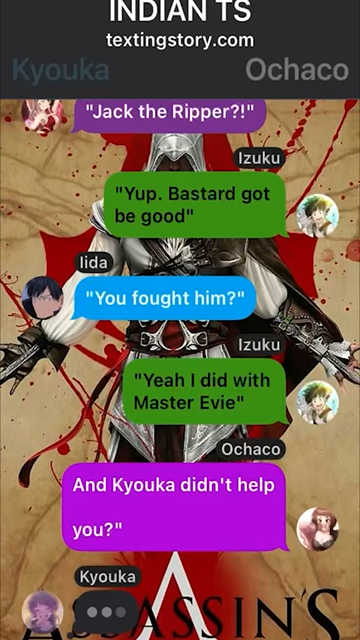 INDIAN TS
textingstory.com
Kyouka Ochaco
"Jack the Ripper?!"
Izuku
"Yup. Bastard got
be good"
Iida
"You fought him?"
Izuku
"Yeah I did with
Master Evie"
Ochaco
And Kyouka didn't help
you?"
Kyouka
ASSASSIN'S